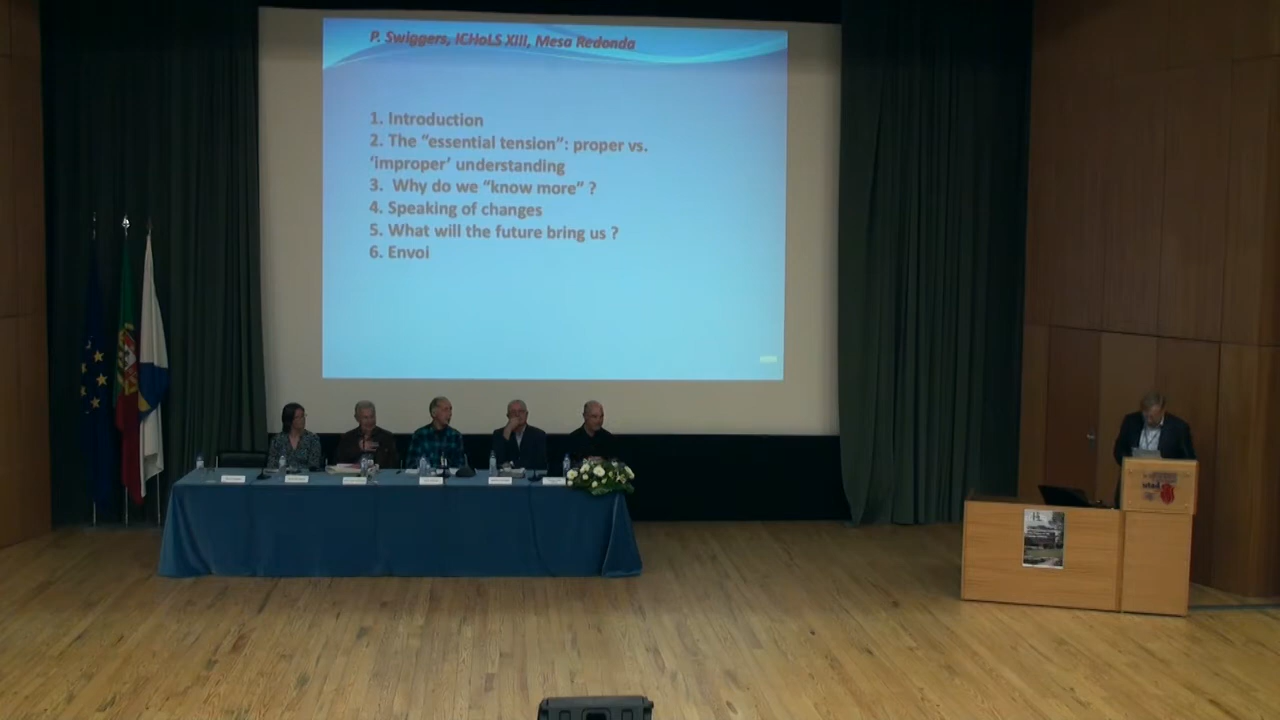 P. Swiggers, ICHoLS XIII, Mesa Redonda
1. Introduction
2. The “essential tension”: proper vs.
‘improper’ understanding
3. Why do we “know more” ?
4. Speaking of changes
5. What will the future bring us ?
6. Envoi
utad